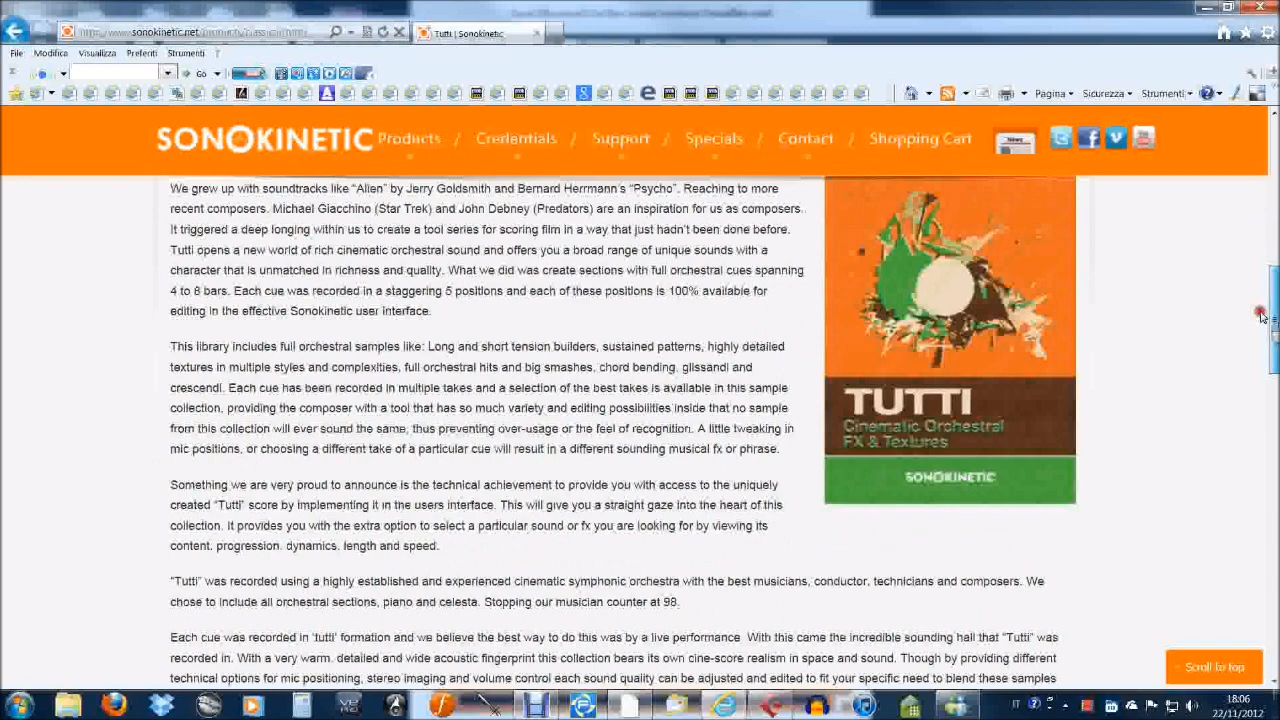 www.sonokinetic.net
Tutti | Sonokinetic
File Modifica Visualizza Preferiti Strumenti ?
Go
Pagina Sicurezza Strumenti
SONOKINETIC Products / Credentials / Support / Specials / Contact / Shopping Cart
We grew up with soundtracks like “Alien” by Jerry Goldsmith and Bernard Herrmann’s “Psycho”. Reaching to more
recent composers. Michael Giacchino (Star Trek) and John Debney (Predators) are an inspiration for us as composers.
It triggered a deep longing within us to create a tool series for scoring film in a way that just hadn’t been done before.
Tutti opens a new world of rich cinematic orchestral sound and offers you a broad range of unique sounds with a
character that is unmatched in richness and quality. What we did was create sections with full orchestral cues spanning
4 to 8 bars. Each cue was recorded in a staggering 5 positions and each of these positions is 100% available for
editing in the effective Sonokinetic user interface.
This library includes full orchestral samples like: Long and short tension builders, sustained patterns, highly detailed
textures in multiple styles and complexities, full orchestral hits and big smashes, chord bending, glissandi and
crescendi. Each cue has been recorded in multiple takes and a selection of the best takes is available in this sample
collection, providing the composer with a tool that has so much variety and editing possibilities inside that no sample
from this collection will ever sound the same, thus preventing over-usage or the feel of recognition. A little tweaking in
mic positions, or choosing a different take of a particular cue will result in a different sounding musical fx or phrase.
TUTTI
Cinematic Orchestral
FX & Textures
SONOKINETIC
Something we are very proud to announce is the technical achievement to provide you with access to the uniquely
created “Tutti” score by implementing it in the users interface. This will give you a straight gaze into the heart of this
collection. It provides you with the extra option to select a particular sound or fx you are looking for by viewing its
content, progression, dynamics, length and speed.
“Tutti” was recorded using a highly established and experienced cinematic symphonic orchestra with the best musicians, conductor, technicians and composers. We
chose to include all orchestral sections, piano and celesta. Stopping our musician counter at 98.
Each cue was recorded in ‘tutti’ formation and we believe the best way to do this was by a live performance With this came the incredible sounding hall that “Tutti” was
recorded in. With a very warm, detailed and wide acoustic fingerprint this collection bears its own cine-score realism in space and sound. Though by providing different
technical options for mic positioning, stereo imaging and volume control each sound quality can be adjusted and edited to fit your specific need to blend these samples
Scroll to top
IT
18:06
22/11/2012